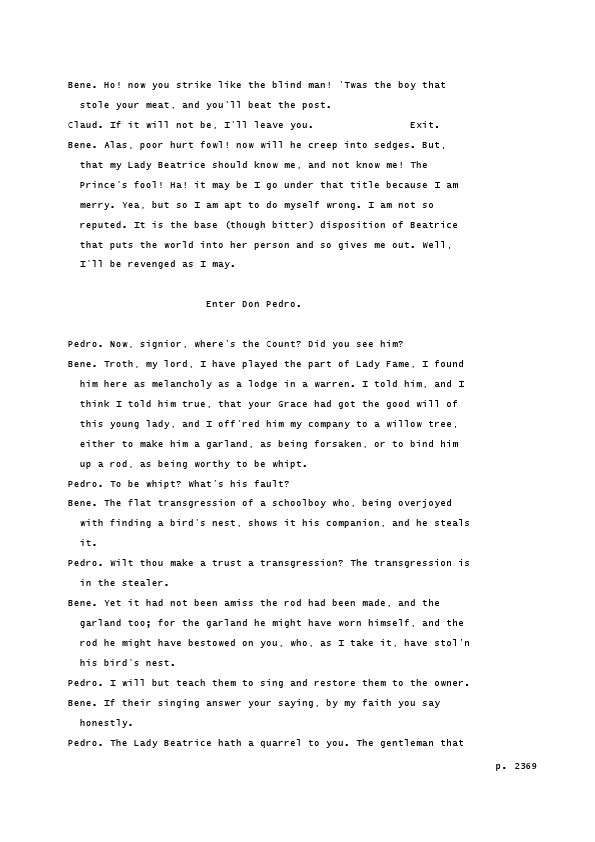 Bene. Ho! now you strike like the blind man! 'Twas the boy that
stole your meat, and you'll beat the post.
Claud. If it will not be, I'll leave you. Exit.
Bene. Alas, poor hurt fowl! now will he creep into sedges. But,
that my Lady Beatrice should know me, and not know me! The
Prince's fool! Ha! it may be I go under that title because I am
merry. Yea, but so I am apt to do myself wrong. I am not so
reputed. It is the base (though bitter) disposition of Beatrice
that puts the world into her person and so gives me out. Well,
I'll be revenged as I may.
Enter Don Pedro.
Pedro. Now, signior, where's the Count? Did you see him?
Bene. Troth, my lord, I have played the part of Lady Fame, I found
him here as melancholy as a lodge in a warren. I told him, and I
think I told him true, that your Grace had got the good will of
this young lady, and I off'red him my company to a willow tree,
either to make him a garland, as being forsaken, or to bind him
up a rod, as being worthy to be whipt.
Pedro. To be whipt? What's his fault?
Bene. The flat transgression of a schoolboy who, being overjoyed
with finding a bird's nest, shows it his companion, and he steals
it.
Pedro. Wilt thou make a trust a transgression? The transgression is
in the stealer.
Bene. Yet it had not been amiss the rod had been made, and the
garland too; for the garland he might have worn himself, and the
rod he might have bestowed on you, who, as I take it, have stol'n
his bird's nest.
Pedro. I will but teach them to sing and restore them to the owner.
Bene. If their singing answer your saying, by my faith you say
honestly.
Pedro. The Lady Beatrice hath a quarrel to you. The gentleman that
p. 2369